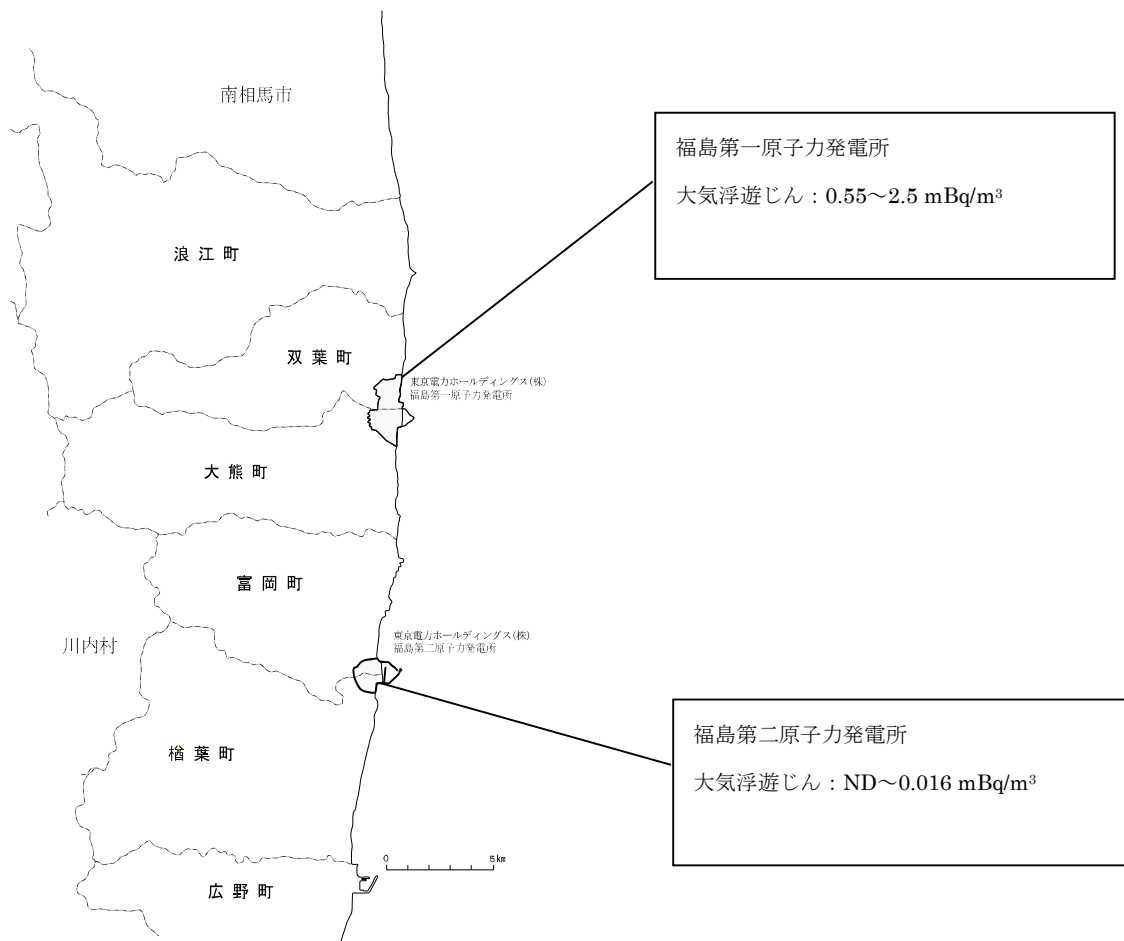 南相馬市
福島第一原子力発電所
大気浮遊じん：0.55～2.5 mBq/m³
浪江町
双葉町
東京電力ホールディングス(株)
福島第一原子力発電所
大熊町
富岡町
東京電力ホールディングス(株)
福島第二原子力発電所
川内村
福島第二原子力発電所
大気浮遊じん：ND～0.016 mBq/m³
楢葉町
0 5km
広野町